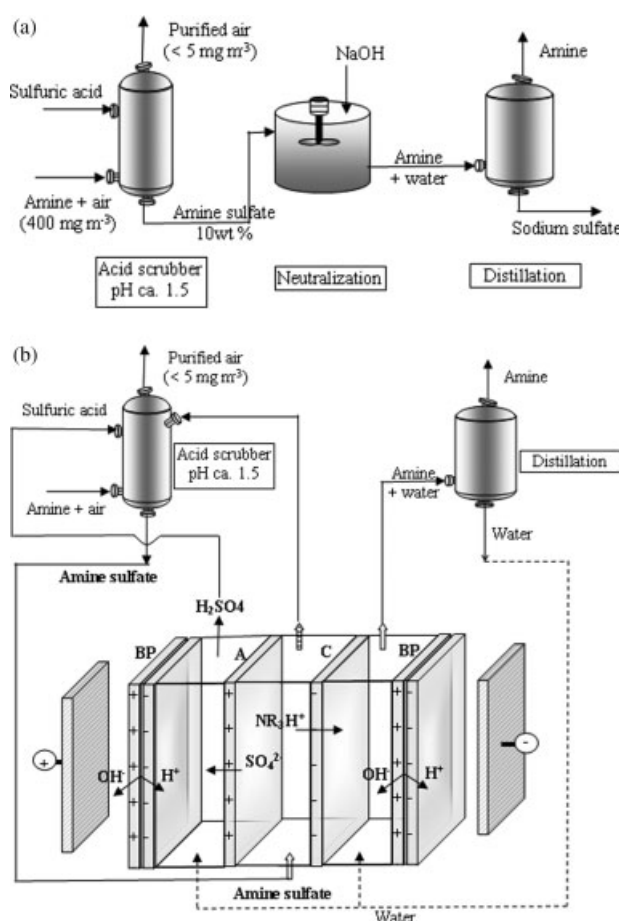 (a)
Purified air
(< 5 mg m-³)
Sulfuric acid
NaOH
Amine
Amine + air
(400 mg m-³)
Amine sulfate
10wt %
Amine
+ water
Sodium sulfate
Acid scrubber
pH ca. 1.5
Neutralization
Distillation
(b)
Purified air
(< 5 mg m³)
Amine
Sulfuric acid
Acid scrubber
pH ca. 1.5
Distillation
Amine + air
Amine
+ water
Water
Amine sulfate
H₂SO4
BP
A
C
BP
+
-
+
+
+
-
NR₃H⁺
SO₄²⁻
OH⁻
H⁺
OH⁻
H⁺
Amine sulfate
Water